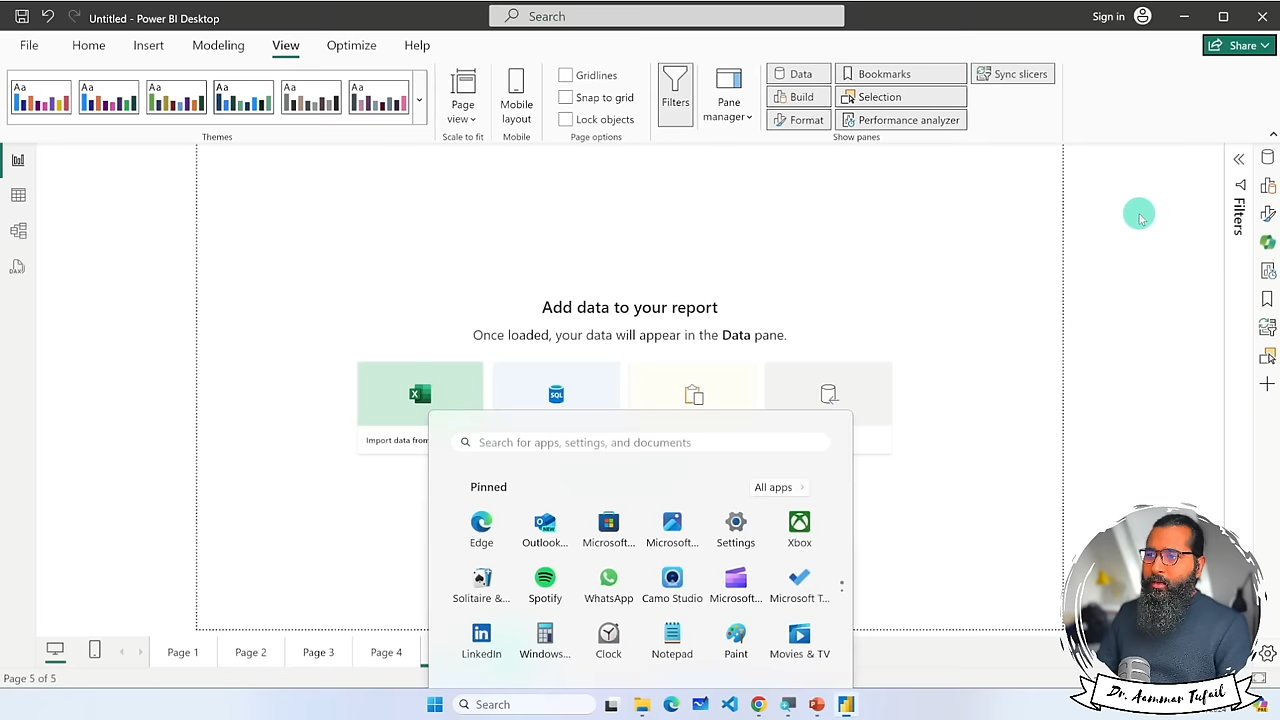 Untitled - Power BI Desktop
Search
Sign in
File
Home
Insert
Modeling
View
Optimize
Help
Share
Aa
Aa
Aa
Aa
Aa
Aa
Themes
Page view
Scale to fit
Mobile layout
Mobile
Gridlines
Snap to grid
Lock objects
Page options
Filters
Pane manager
Data
Build
Format
Bookmarks
Selection
Performance analyzer
Sync slicers
Show panes
Filters
Add data to your report
Once loaded, your data will appear in the Data pane.
SQL
Import data from
Search for apps, settings, and documents
Pinned
All apps
Edge
Outlook...
Microsoft...
Microsoft...
Settings
Xbox
Solitaire &...
Spotify
WhatsApp
Camo Studio
Microsoft...
Microsoft T...
LinkedIn
Windows...
Clock
Notepad
Paint
Movies & TV
Page 1
Page 2
Page 3
Page 4
Page 5 of 5
Search
Dr. Aammar Tufail